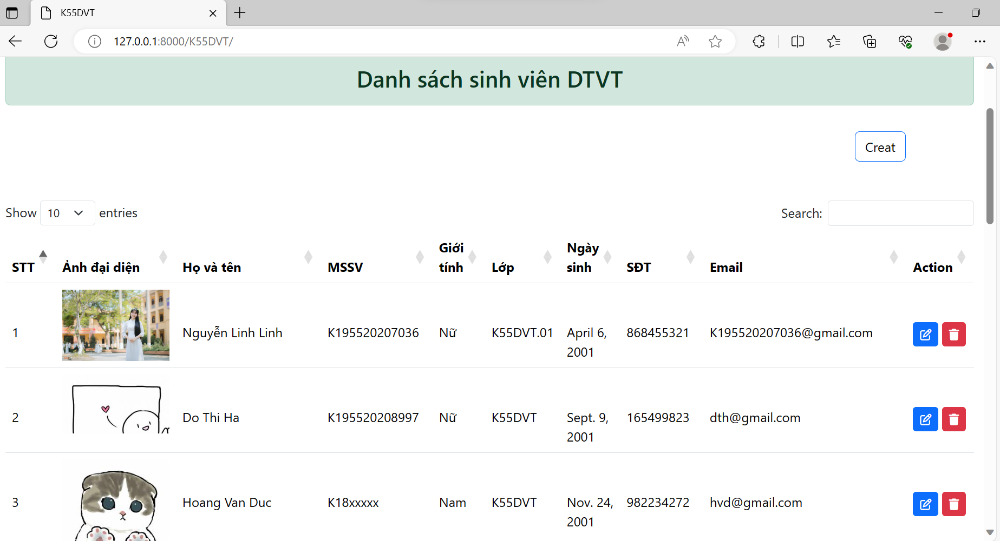 K55DVT
127.0.0.1:8000/K55DVT/
Danh sách sinh viên DTVT
Creat
Show 10 entries
Search:
STT Ảnh đại diện Họ và tên MSSV Giới tính Lớp Ngày sinh SĐT Email Action
1 Nguyễn Linh Linh K195520207036 Nữ K55DVT.01 April 6, 2001 868455321 K195520207036@gmail.com
2 Do Thi Ha K195520208997 Nữ K55DVT Sept. 9, 2001 165499823 dth@gmail.com
3 Hoang Van Duc K18xxxxx Nam K55DVT Nov. 24, 2001 982234272 hvd@gmail.com